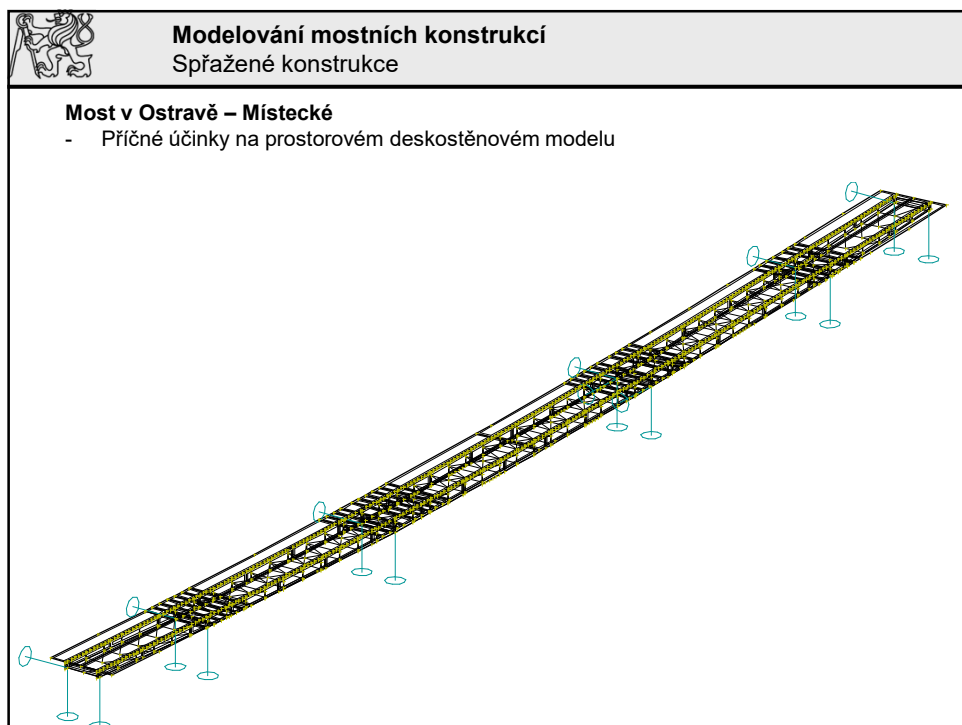 Modelování mostních konstrukcí
Spřažené konstrukce
Most v Ostravě – Místecké
- Příčné účinky na prostorovém deskostěnovém modelu